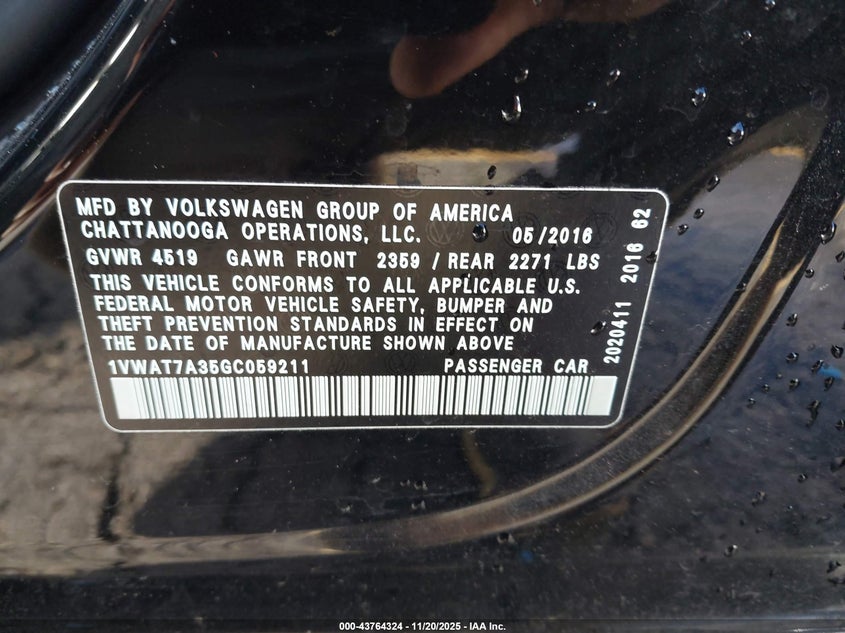 MFD BY VOLKSWAGEN GROUP OF AMERICA
CHATTANOOGA OPERATIONS, LLC. 05/2016
GVWR 4519 GAWR FRONT 2359 / REAR 2271 LBS
THIS VEHICLE CONFORMS TO ALL APPLICABLE U.S.
FEDERAL MOTOR VEHICLE SAFETY, BUMPER AND
THEFT PREVENTION STANDARDS IN EFFECT ON
THE DATE OF MANUFACTURE SHOWN ABOVE
1VWAT7A35GC059211 PASSENGER CAR
2020411 2016 62
000-43764324 - 11/20/2025 - IAA Inc.